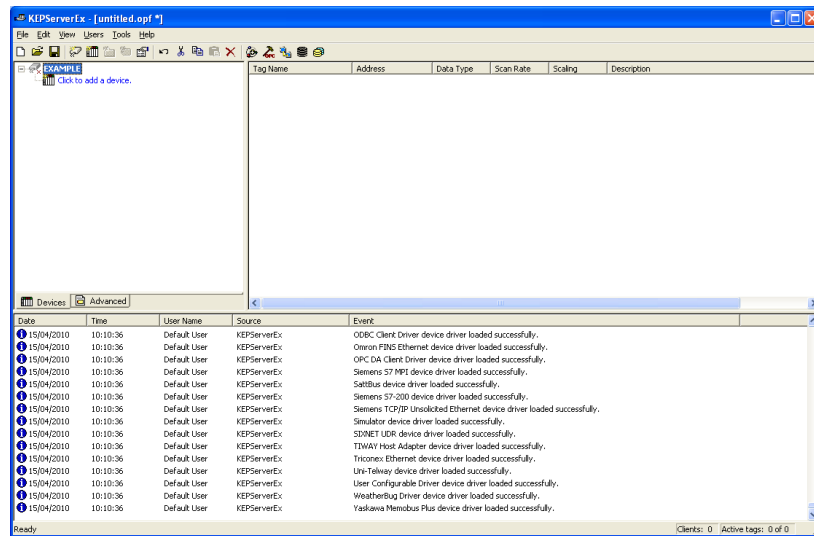 KEPServerEx - [untitled.opf *]
File Edit View Users Tools Help
EXAMPLE
Click to add a device.
Tag Name Address Data Type Scan Rate Scaling Description
Devices Advanced
Date Time User Name Source Event
15/04/2010 10:10:36 Default User KEPServerEx ODBC Client Driver device driver loaded successfully.
15/04/2010 10:10:36 Default User KEPServerEx Omron FINS Ethernet device driver loaded successfully.
15/04/2010 10:10:36 Default User KEPServerEx OPC DA Client Driver device driver loaded successfully.
15/04/2010 10:10:36 Default User KEPServerEx Siemens S7 MPI device driver loaded successfully.
15/04/2010 10:10:36 Default User KEPServerEx SattBus device driver loaded successfully.
15/04/2010 10:10:36 Default User KEPServerEx Siemens S7-200 device driver loaded successfully.
15/04/2010 10:10:36 Default User KEPServerEx Siemens TCP/IP Unsolicited Ethernet device driver loaded successfully.
15/04/2010 10:10:36 Default User KEPServerEx Simulator device driver loaded successfully.
15/04/2010 10:10:36 Default User KEPServerEx SIXNET UDR device driver loaded successfully.
15/04/2010 10:10:36 Default User KEPServerEx TIWAY Host Adapter device driver loaded successfully.
15/04/2010 10:10:36 Default User KEPServerEx Triconex Ethernet device driver loaded successfully.
15/04/2010 10:10:36 Default User KEPServerEx Uni-Telway device driver loaded successfully.
15/04/2010 10:10:36 Default User KEPServerEx User Configurable Driver device driver loaded successfully.
15/04/2010 10:10:36 Default User KEPServerEx WeatherBug Driver device driver loaded successfully.
15/04/2010 10:10:36 Default User KEPServerEx Yaskawa Memobus Plus device driver loaded successfully.
Ready Clients: 0 Active tags: 0 of 0